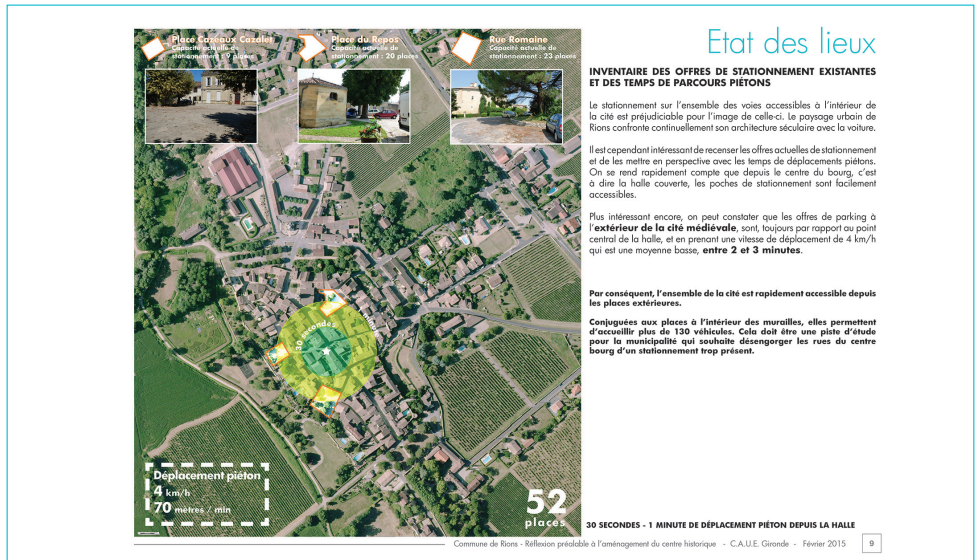 Place Cazeaux Cazalet
Capacité actuelle de
stationnement : 9 places
Place du Repos
Capacité actuelle de
stationnement : 20 places
Rue Romaine
Capacité actuelle de
stationnement : 23 places
Etat des lieux
INVENTAIRE DES OFFRES DE STATIONNEMENT EXISTANTES
ET DES TEMPS DE PARCOURS PIÉTONS
Le stationnement sur l'ensemble des voies accessibles à l'intérieur de
la cité est préjudiciable pour l'image de celle-ci. Le paysage urbain de
Rions confronte continuellement son architecture séculaire avec la voiture.
Il est cependant intéressant de recenser les offres actuelles de stationnement
et de les mettre en perspective avec les temps de déplacements piétons.
On se rend rapidement compte que depuis le centre du bourg, c'est
à dire la halle couverte, les poches de stationnement sont facilement
accessibles.
Plus intéressant encore, on peut constater que les offres de parking à
l'extérieur de la cité médiévale, sont, toujours par rapport au point
central de la halle, et en prenant une vitesse de déplacement de 4 km/h
qui est une moyenne basse, entre 2 et 3 minutes.
Par conséquent, l'ensemble de la cité est rapidement accessible depuis
les places extérieures.
Conjuguées aux places à l'intérieur des murailles, elles permettent
d'accueillir plus de 130 véhicules. Cela doit être une piste d'étude
pour la municipalité qui souhaite désengorger les rues du centre
bourg d'un stationnement trop présent.
30 secondes
1 minute
Déplacement piéton
4 km/h
70 mètres / min
52
places
30 SECONDES - 1 MINUTE DE DÉPLACEMENT PIÉTON DEPUIS LA HALLE
Commune de Rions - Réflexion préalable à l'aménagement du centre historique - C.A.U.E. Gironde - Février 2015
9